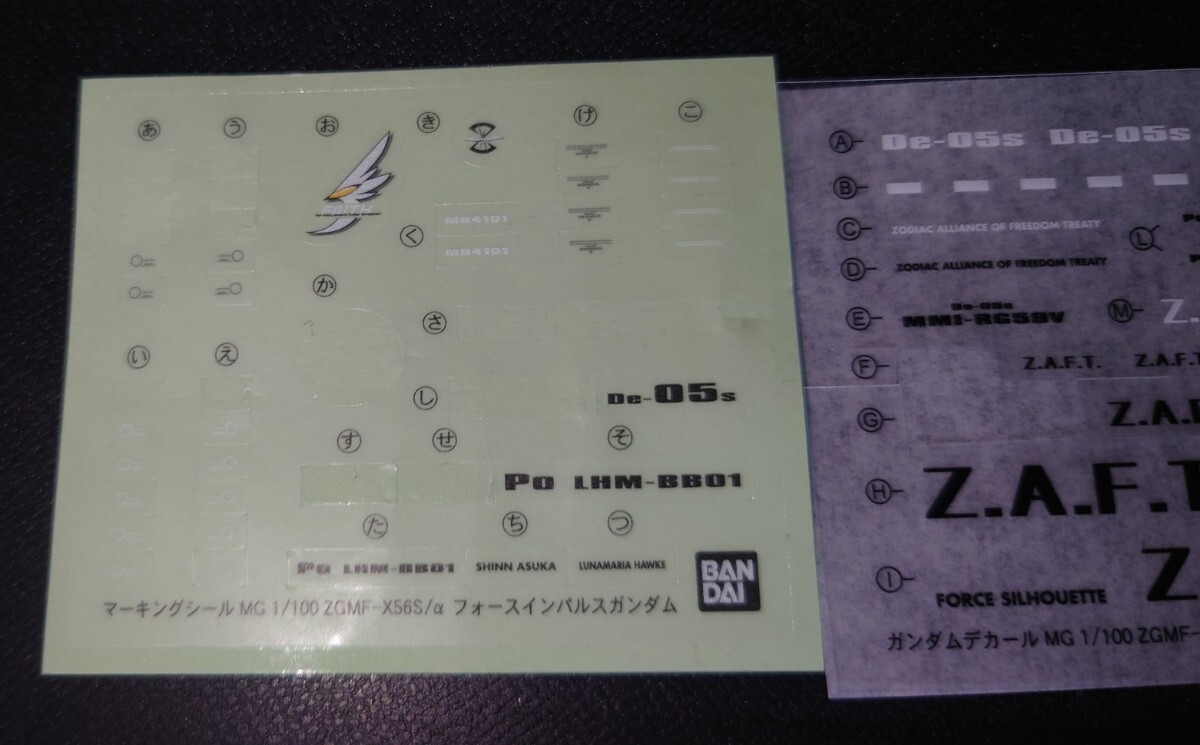 あ う お き け こ
MS4101
く
MS4101
か
さ
い え
De-05s
し
す せ そ
Po LHM-BB01
た ち つ
Po LHM-BB01 SHINN ASUKA LUNAMARIA HAWKE
BANDAI
マーキングシール MG 1/100 ZGMF-X56S/α フォースインパルスガンダム
A De-05s De-05s
B
C ZODIAC ALLIANCE OF FREEDOM TREATY
L
D ZODIAC ALLIANCE OF FREEDOM TREATY
De-05s
E MMI-RG59V M Z.
F Z.A.F.T. Z.A.F.T
G Z.A.F
H Z.A.F.T
I FORCE SILHOUETTE Z
ガンダムデカール MG 1/100 ZGMF-